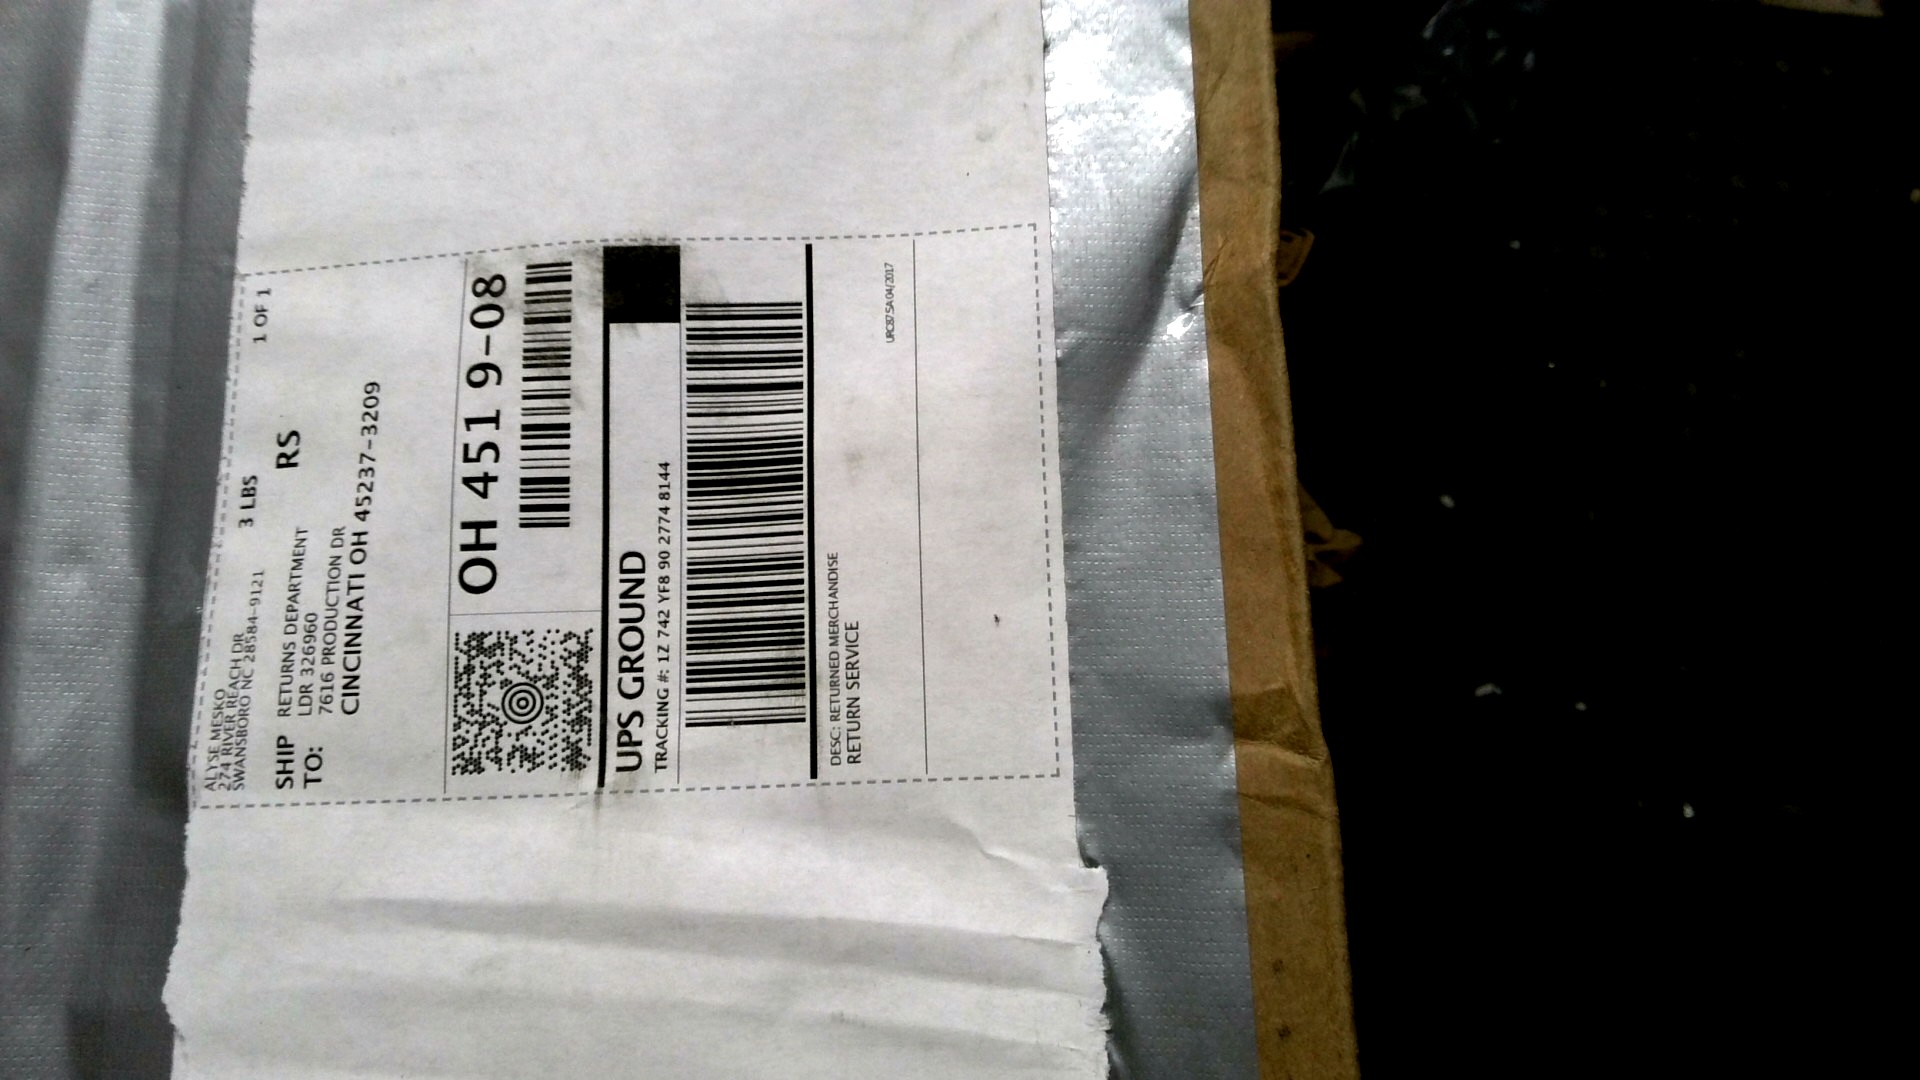 ALYSE MESKO
274 RIVER REACH DR
SWANSBORO NC 28584-9121
3 LBS
1 OF 1
SHIP TO:
RETURNS DEPARTMENT
RS
LDR 326960
7616 PRODUCTION DR
CINCINNATI OH 45237-3209
OH 451 9-08
UPS GROUND
TRACKING #: 1Z 742 YF8 90 2774 8144
DESC: RETURNED MERCHANDISE
RETURN SERVICE